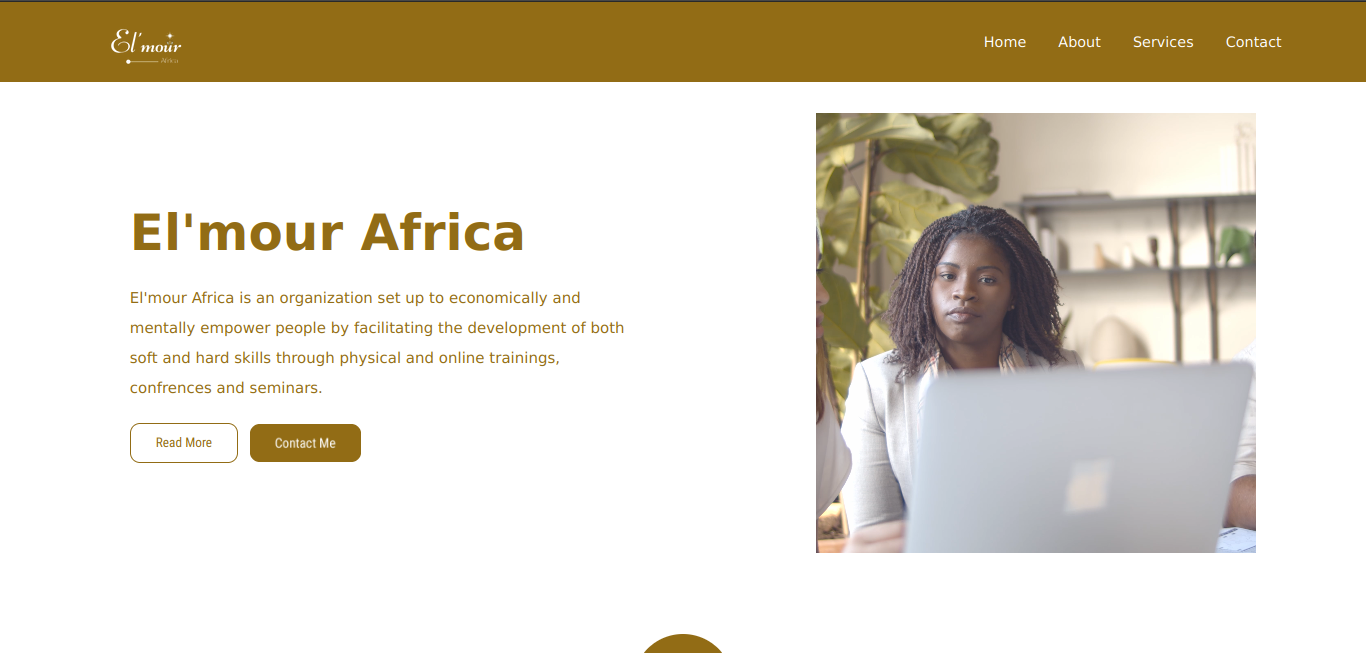 El'mour
Africa
Home About Services Contact
El'mour Africa
El'mour Africa is an organization set up to economically and
mentally empower people by facilitating the development of both
soft and hard skills through physical and online trainings,
confrences and seminars.
Read More Contact Me